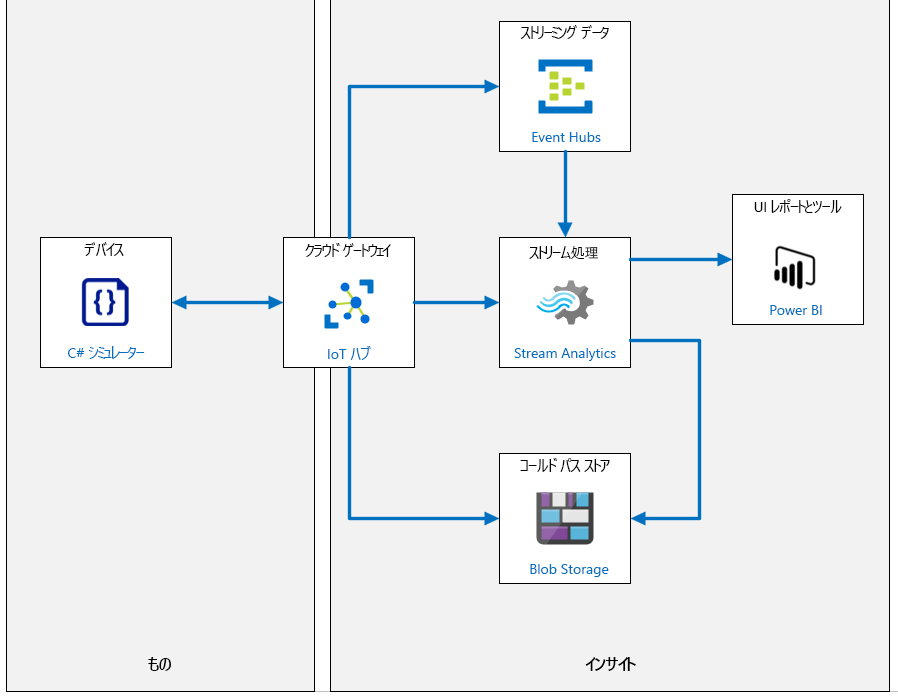 ストリーミング データ
Event Hubs
UI レポートとツール
Power BI
デバイス
{}
C# シミュレーター
クラウド ゲートウェイ
IoT ハブ
ストリーム処理
Stream Analytics
コールド パス ストア
Blob Storage
もの
インサイト